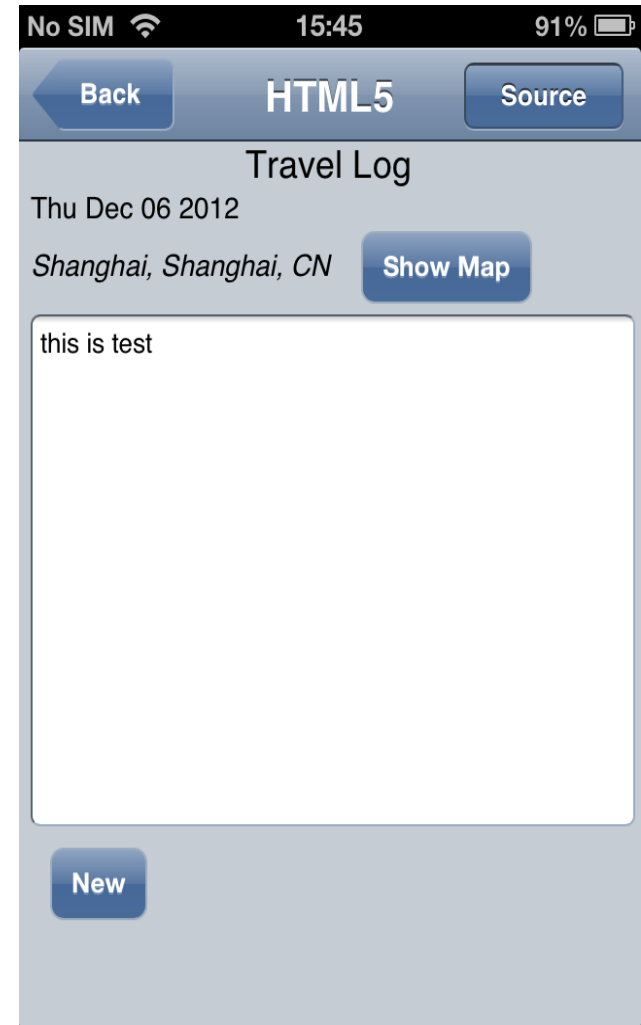 No SIM 15:45 91%
Back HTML5 Source
Travel Log
Thu Dec 06 2012
Shanghai, Shanghai, CN Show Map
this is test
New